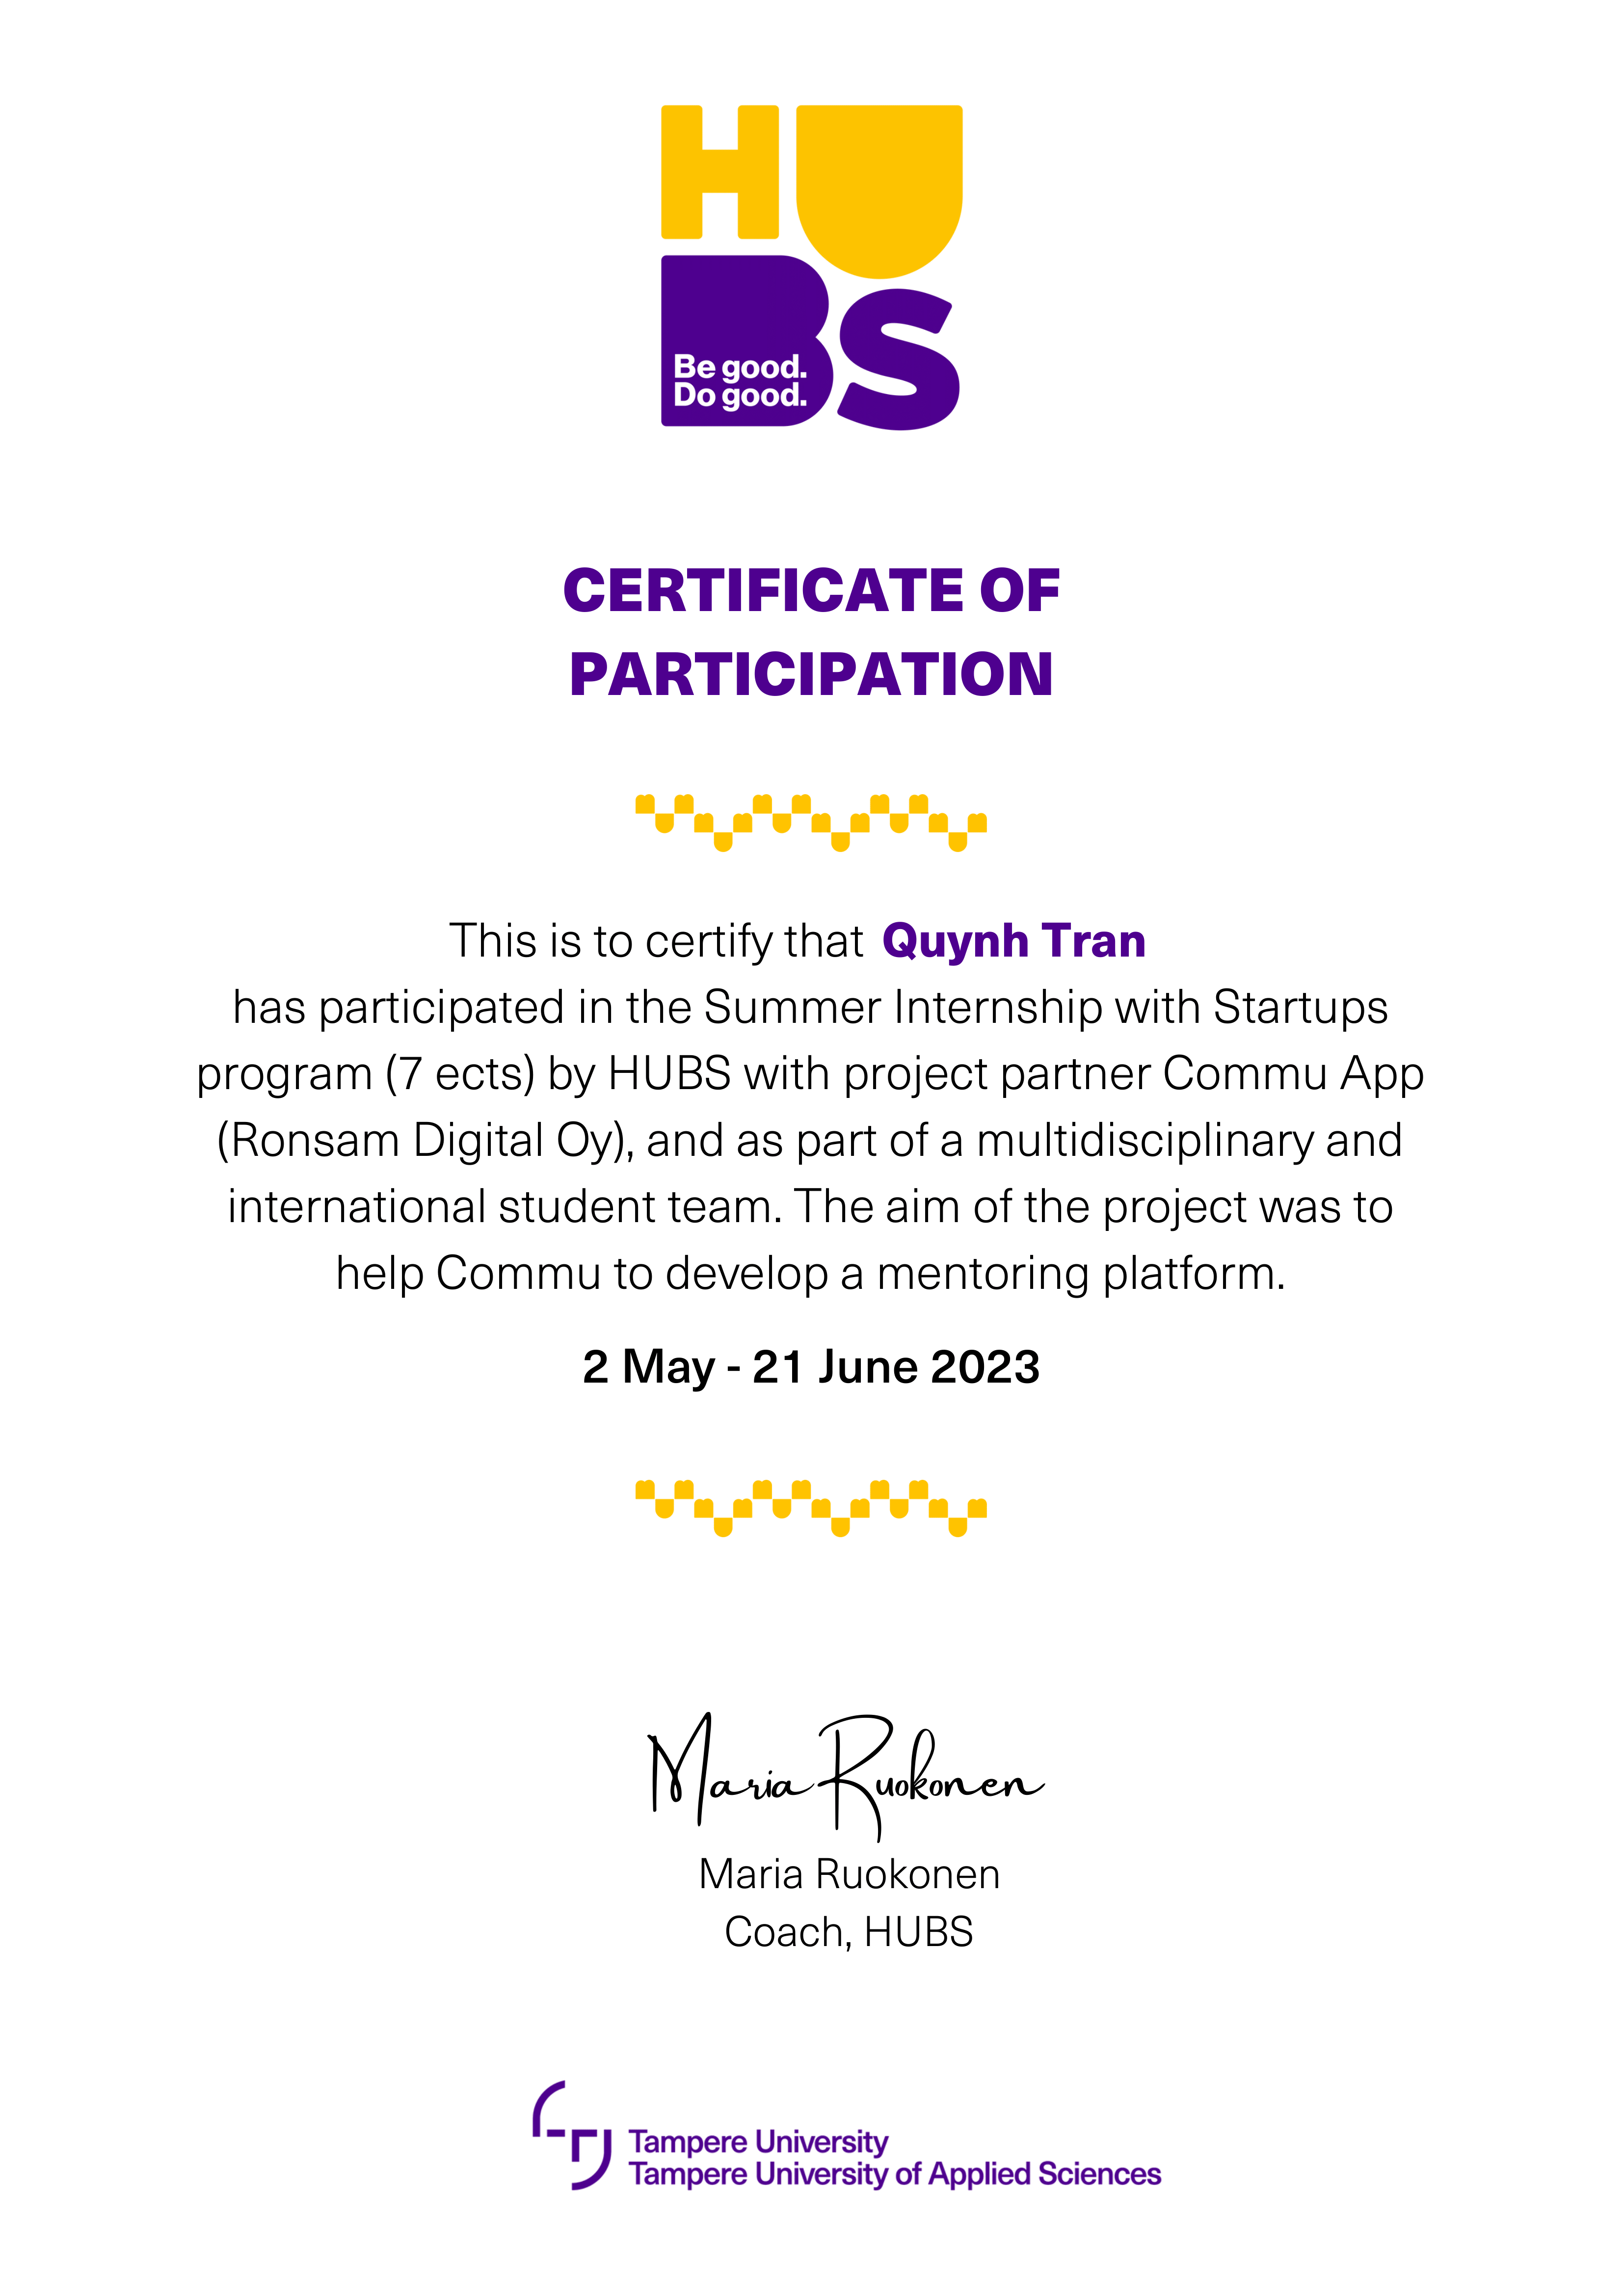 HU
BS
Be good.
Do good.
CERTIFICATE OF
PARTICIPATION
This is to certify that Quynh Tran
has participated in the Summer Internship with Startups
program (7 ects) by HUBS with project partner Commu App
(Ronsam Digital Oy), and as part of a multidisciplinary and
international student team. The aim of the project was to
help Commu to develop a mentoring platform.
2 May - 21 June 2023
Maria Ruokonen
Maria Ruokonen
Coach, HUBS
Tampere University
Tampere University of Applied Sciences